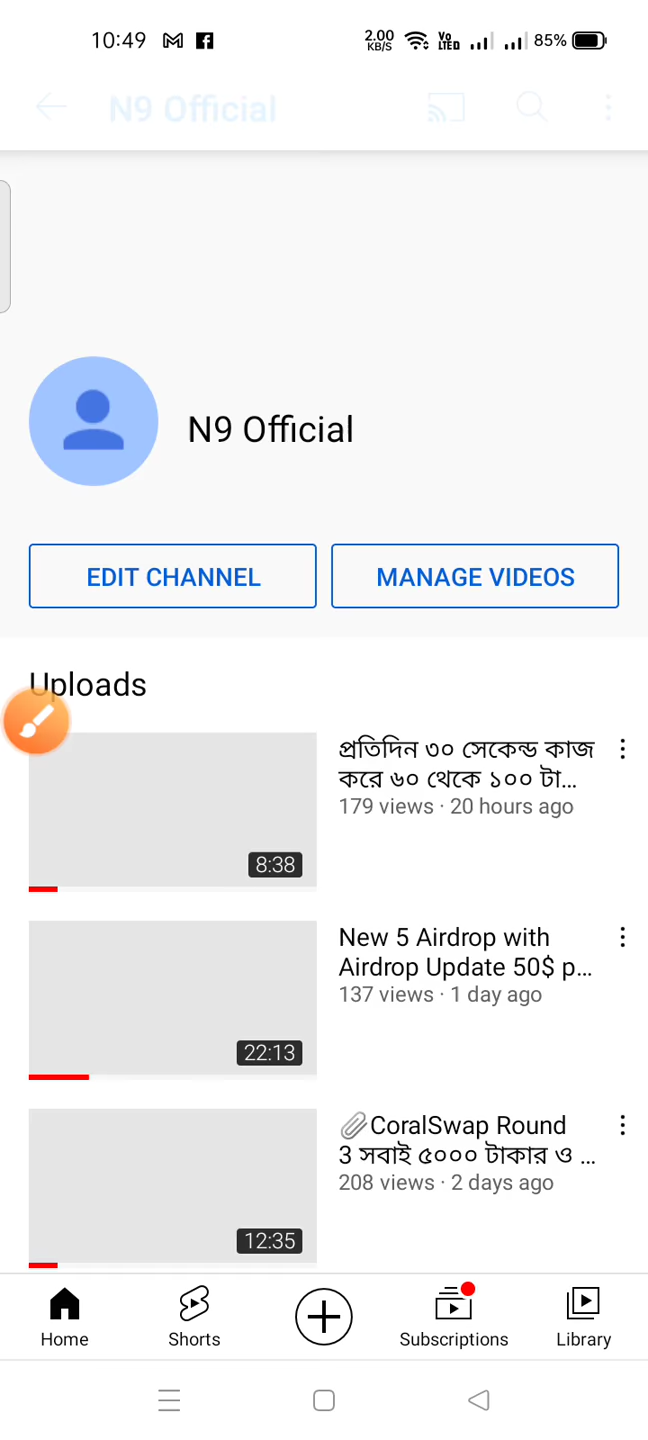 10:49
2.00 KB/S Vo LTED 85%
N9 Official
N9 Official
EDIT CHANNEL
MANAGE VIDEOS
Uploads
প্রতিদিন ৩০ সেকেন্ড কাজ
করে ৬০ থেকে ১০০ টা...
179 views · 20 hours ago
8:38
New 5 Airdrop with
Airdrop Update 50$ p...
137 views · 1 day ago
22:13
📎CoralSwap Round
3 সবাই ৫০০০ টাকার ও ...
208 views · 2 days ago
12:35
Home
Shorts
Subscriptions
Library